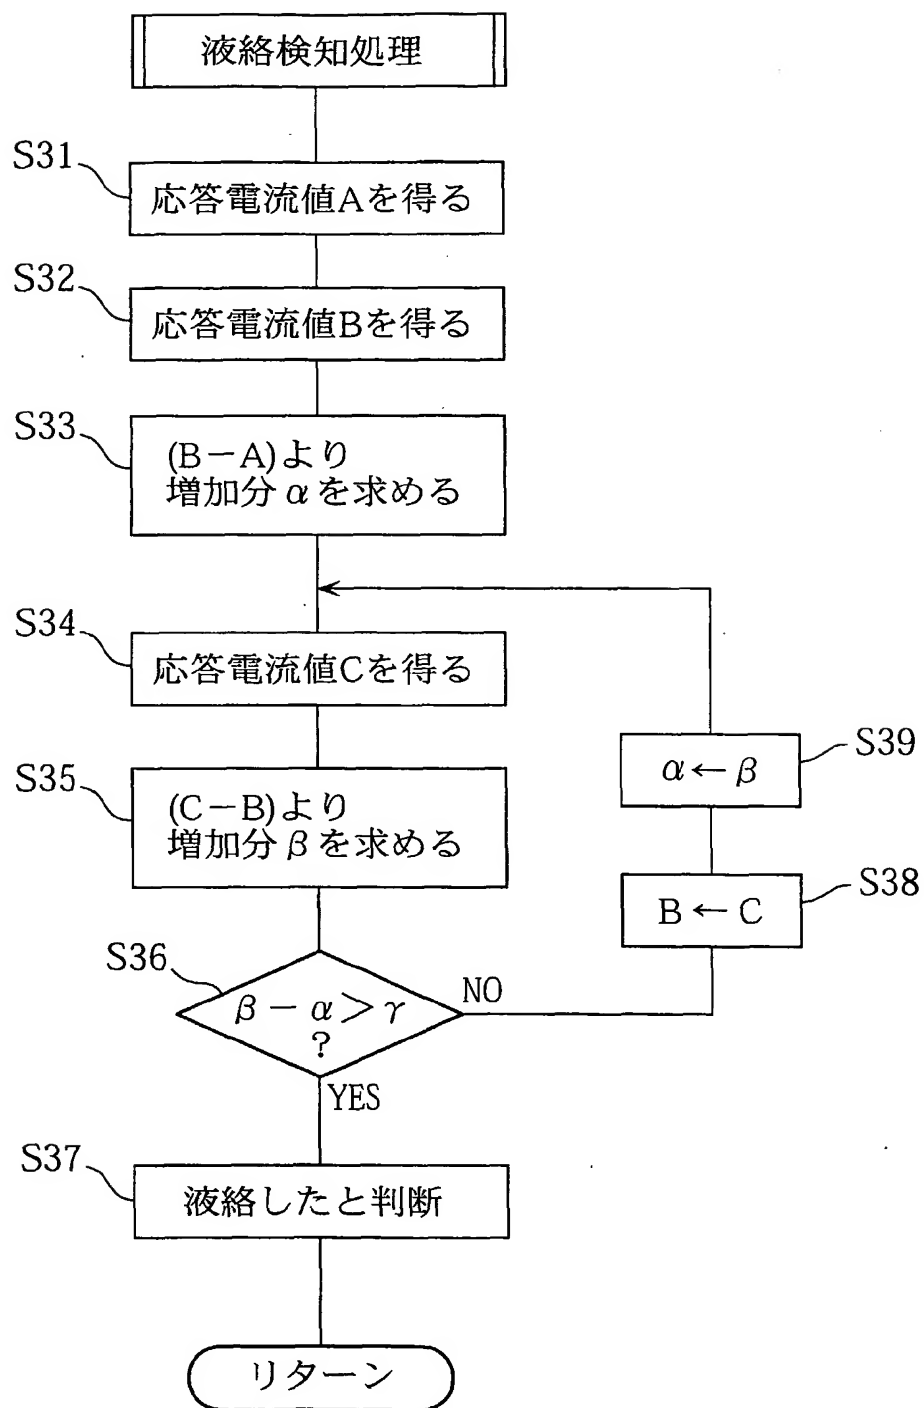 液絡検知処理
S31
応答電流値Aを得る
S32
応答電流値Bを得る
S33
(B－A)より
増加分αを求める
S34
応答電流値Cを得る
S35
(C－B)より
増加分βを求める
S39
α←β
S38
B←C
S36
β－α＞γ
?
NO
YES
S37
液絡したと判断
リターン